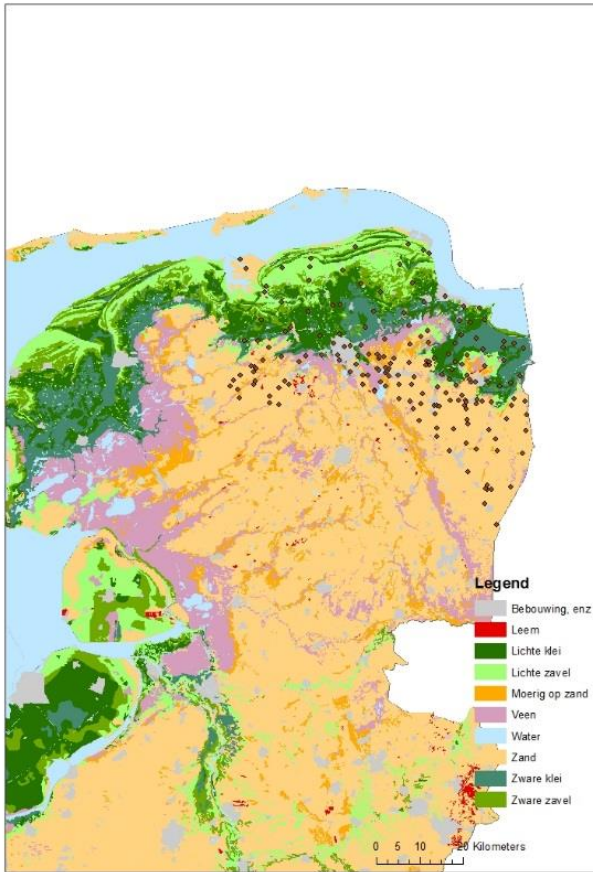 Legend
Bebouwing, enz
Leem
Lichte klei
Lichte zavel
Moerig op zand
Veen
Water
Zand
Zware klei
Zware zavel
0 5 10 20 Kilometers